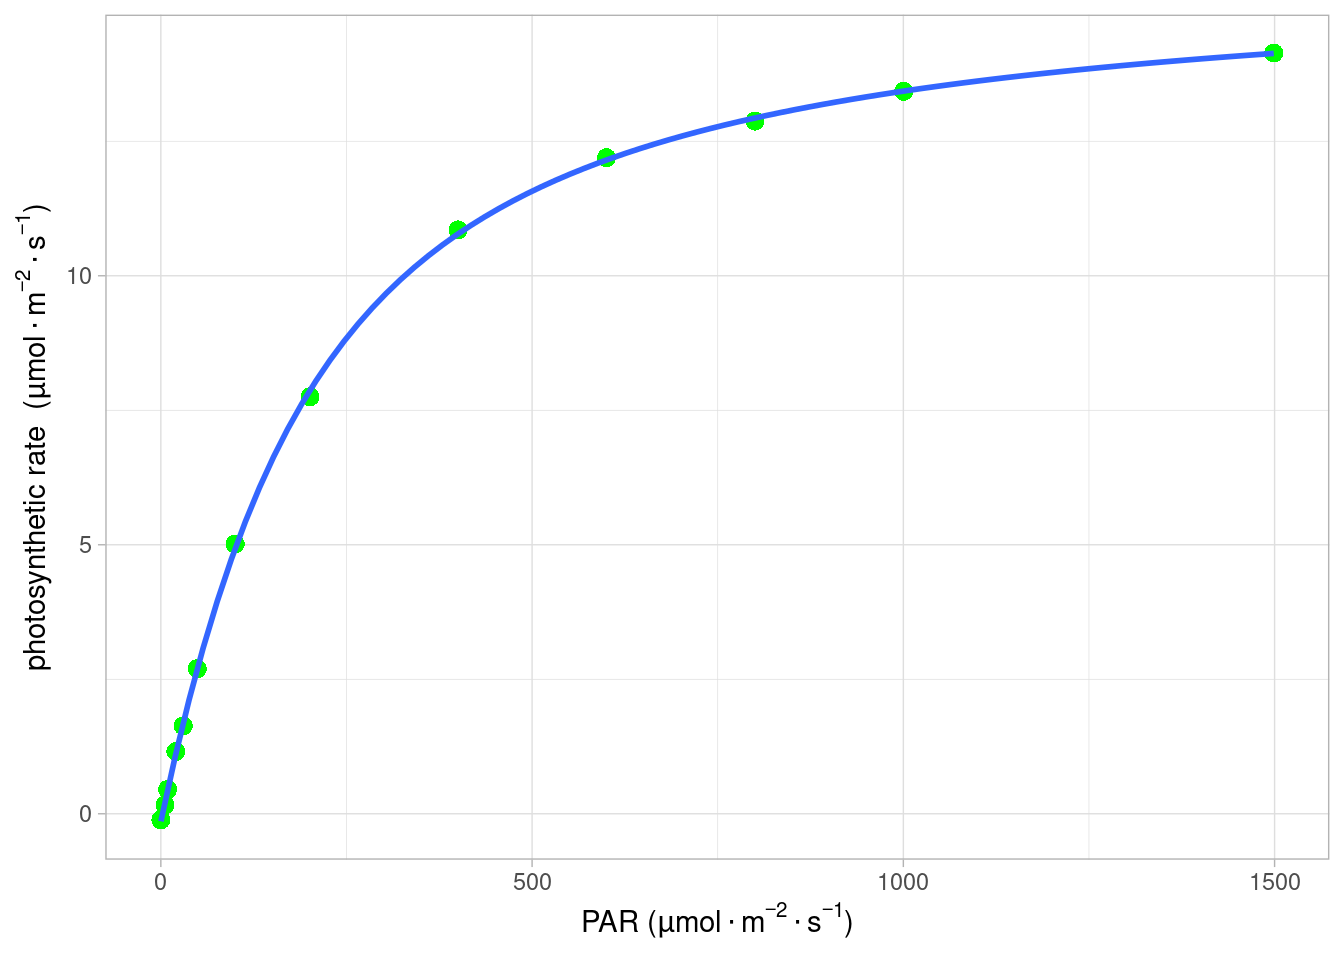 photosynthetic rate (μmol · m⁻² · s⁻¹)
10
5
0
0 500 1000 1500
PAR (μmol · m⁻² · s⁻¹)